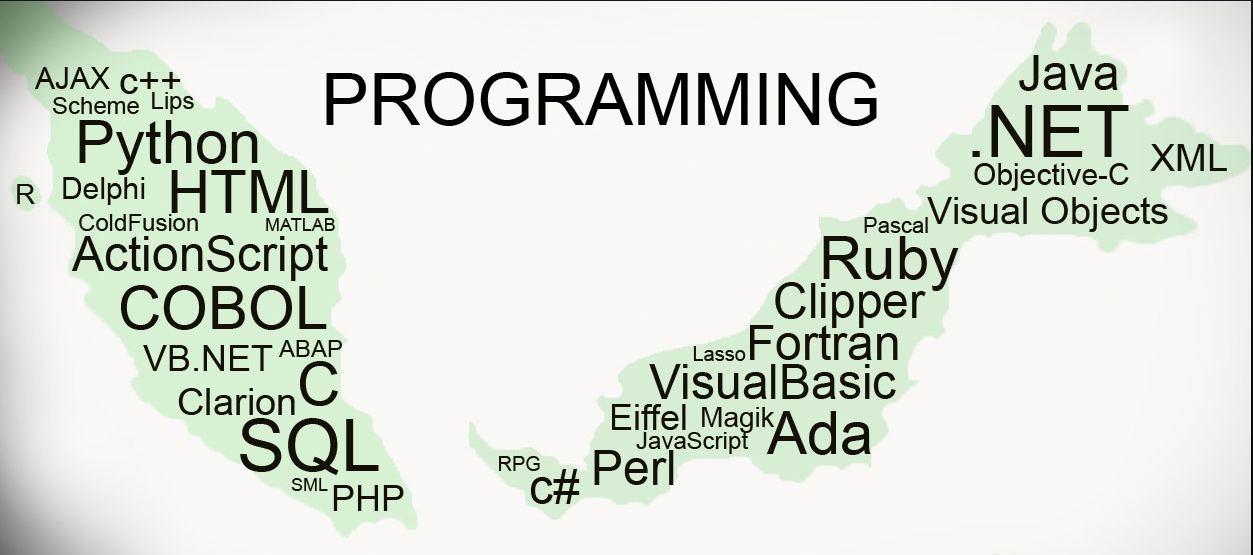 PROGRAMMING
AJAX c++
Scheme Lips
Python
R Delphi HTML
ColdFusion MATLAB
ActionScript
COBOL
VB.NET ABAP
C
Clarion
SQL
SML PHP
Java
.NET
XML
Objective-C
Visual Objects
Pascal
Ruby
Clipper
Lasso Fortran
VisualBasic
Eiffel Magik Ada
JavaScript
RPG Perl
c#